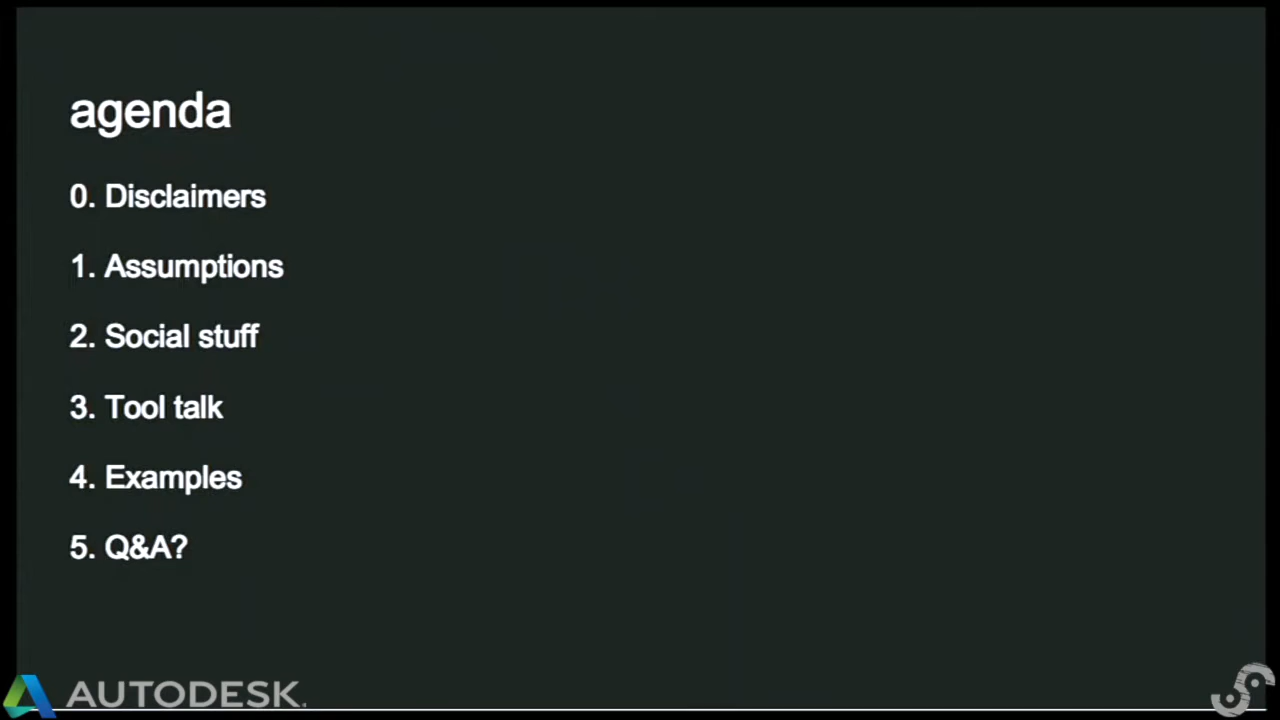 agenda
0. Disclaimers
1. Assumptions
2. Social stuff
3. Tool talk
4. Examples
5. Q&A?
AUTODESK.